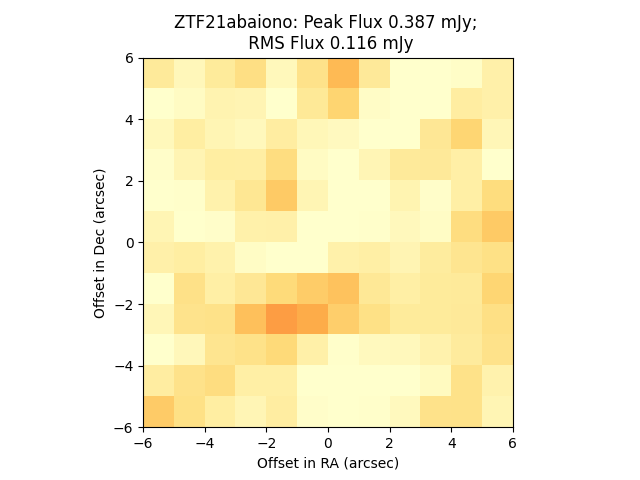 ZTF21abaiono: Peak Flux 0.387 mJy;
RMS Flux 0.116 mJy
6
4
2
0
−2
−4
−6
Offset in Dec (arcsec)
−6 −4 −2 0 2 4 6
Offset in RA (arcsec)